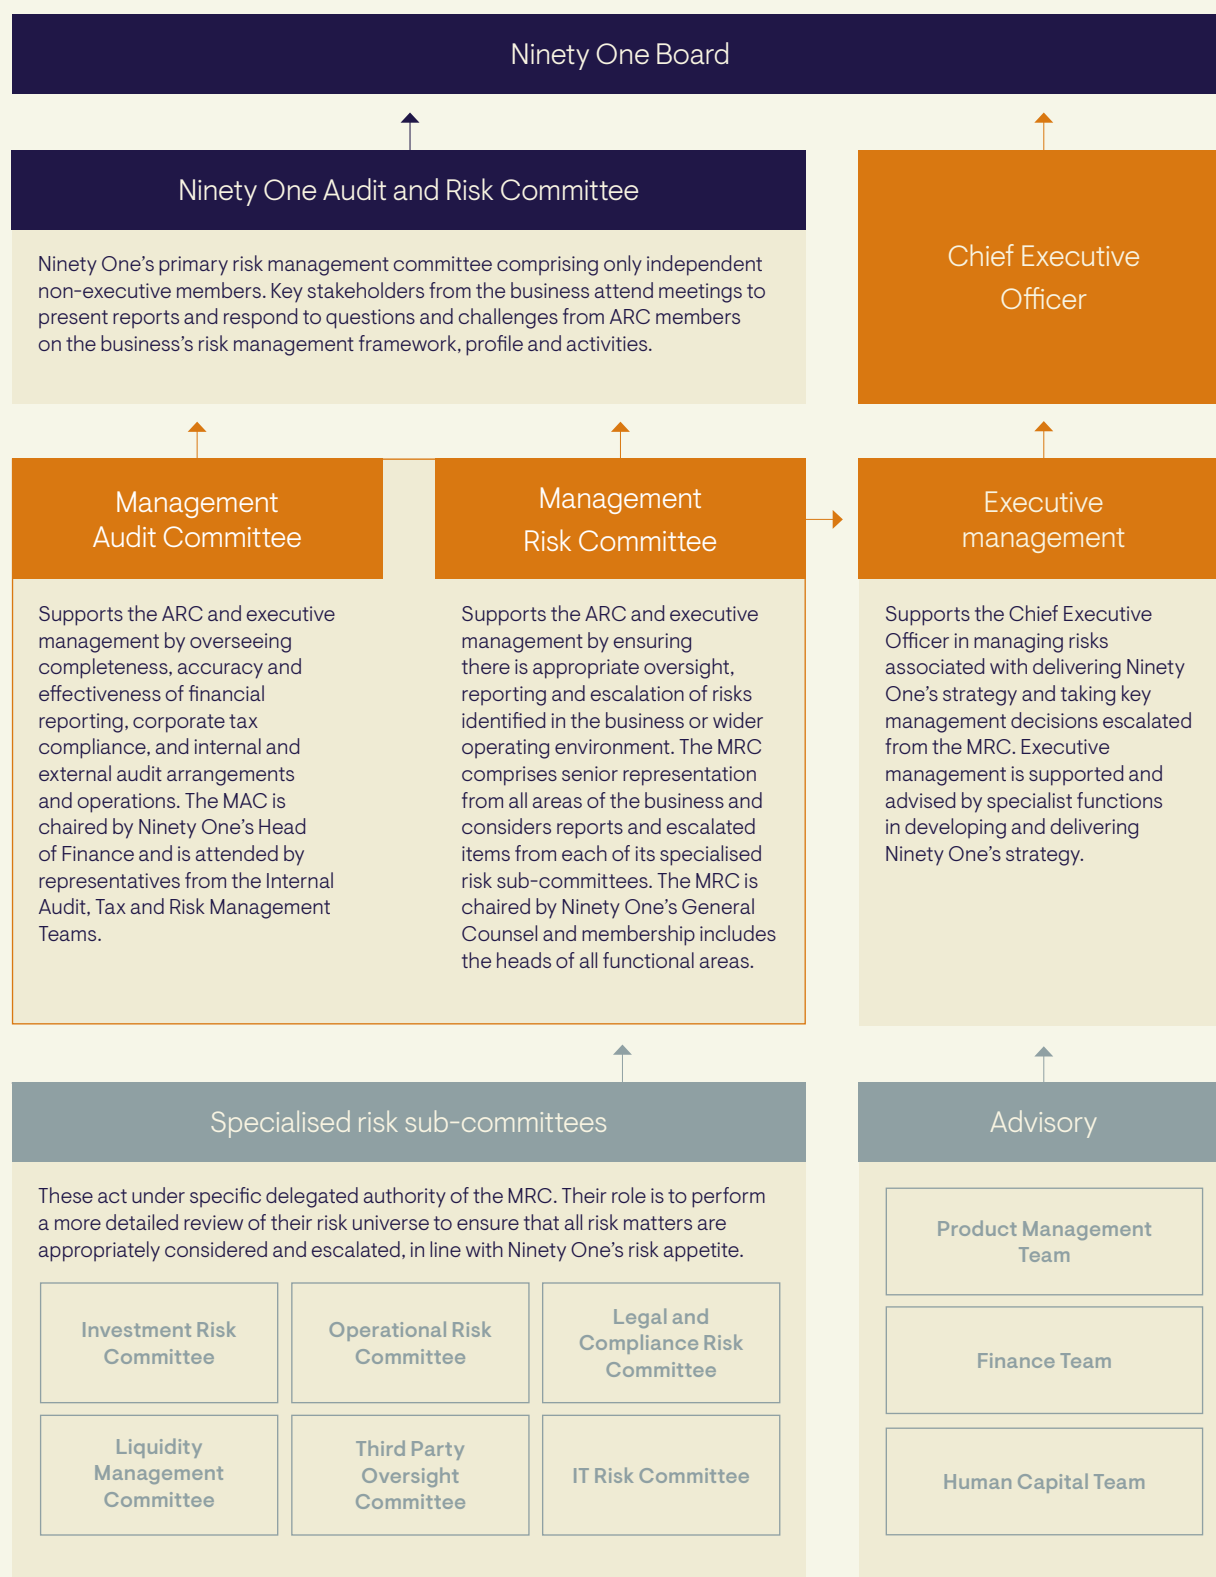 Ninety One Board
Ninety One Audit and Risk Committee
Ninety One’s primary risk management committee comprising only independent
non-executive members. Key stakeholders from the business attend meetings to
present reports and respond to questions and challenges from ARC members
on the business’s risk management framework, profile and activities.
Chief Executive
Officer
Management
Audit Committee
Supports the ARC and executive
management by overseeing
completeness, accuracy and
effectiveness of financial
reporting, corporate tax
compliance, and internal and
external audit arrangements
and operations. The MAC is
chaired by Ninety One’s Head
of Finance and is attended by
representatives from the Internal
Audit, Tax and Risk Management
Teams.
Management
Risk Committee
Supports the ARC and executive
management by ensuring
there is appropriate oversight,
reporting and escalation of risks
identified in the business or wider
operating environment. The MRC
comprises senior representation
from all areas of the business and
considers reports and escalated
items from each of its specialised
risk sub-committees. The MRC is
chaired by Ninety One’s General
Counsel and membership includes
the heads of all functional areas.
Executive
management
Supports the Chief Executive
Officer in managing risks
associated with delivering Ninety
One’s strategy and taking key
management decisions escalated
from the MRC. Executive
management is supported and
advised by specialist functions
in developing and delivering
Ninety One’s strategy.
Specialised risk sub-committees
These act under specific delegated authority of the MRC. Their role is to perform
a more detailed review of their risk universe to ensure that all risk matters are
appropriately considered and escalated, in line with Ninety One’s risk appetite.
Investment Risk
Committee
Operational Risk
Committee
Legal and
Compliance Risk
Committee
Liquidity
Management
Committee
Third Party
Oversight
Committee
IT Risk Committee
Advisory
Product Management
Team
Finance Team
Human Capital Team